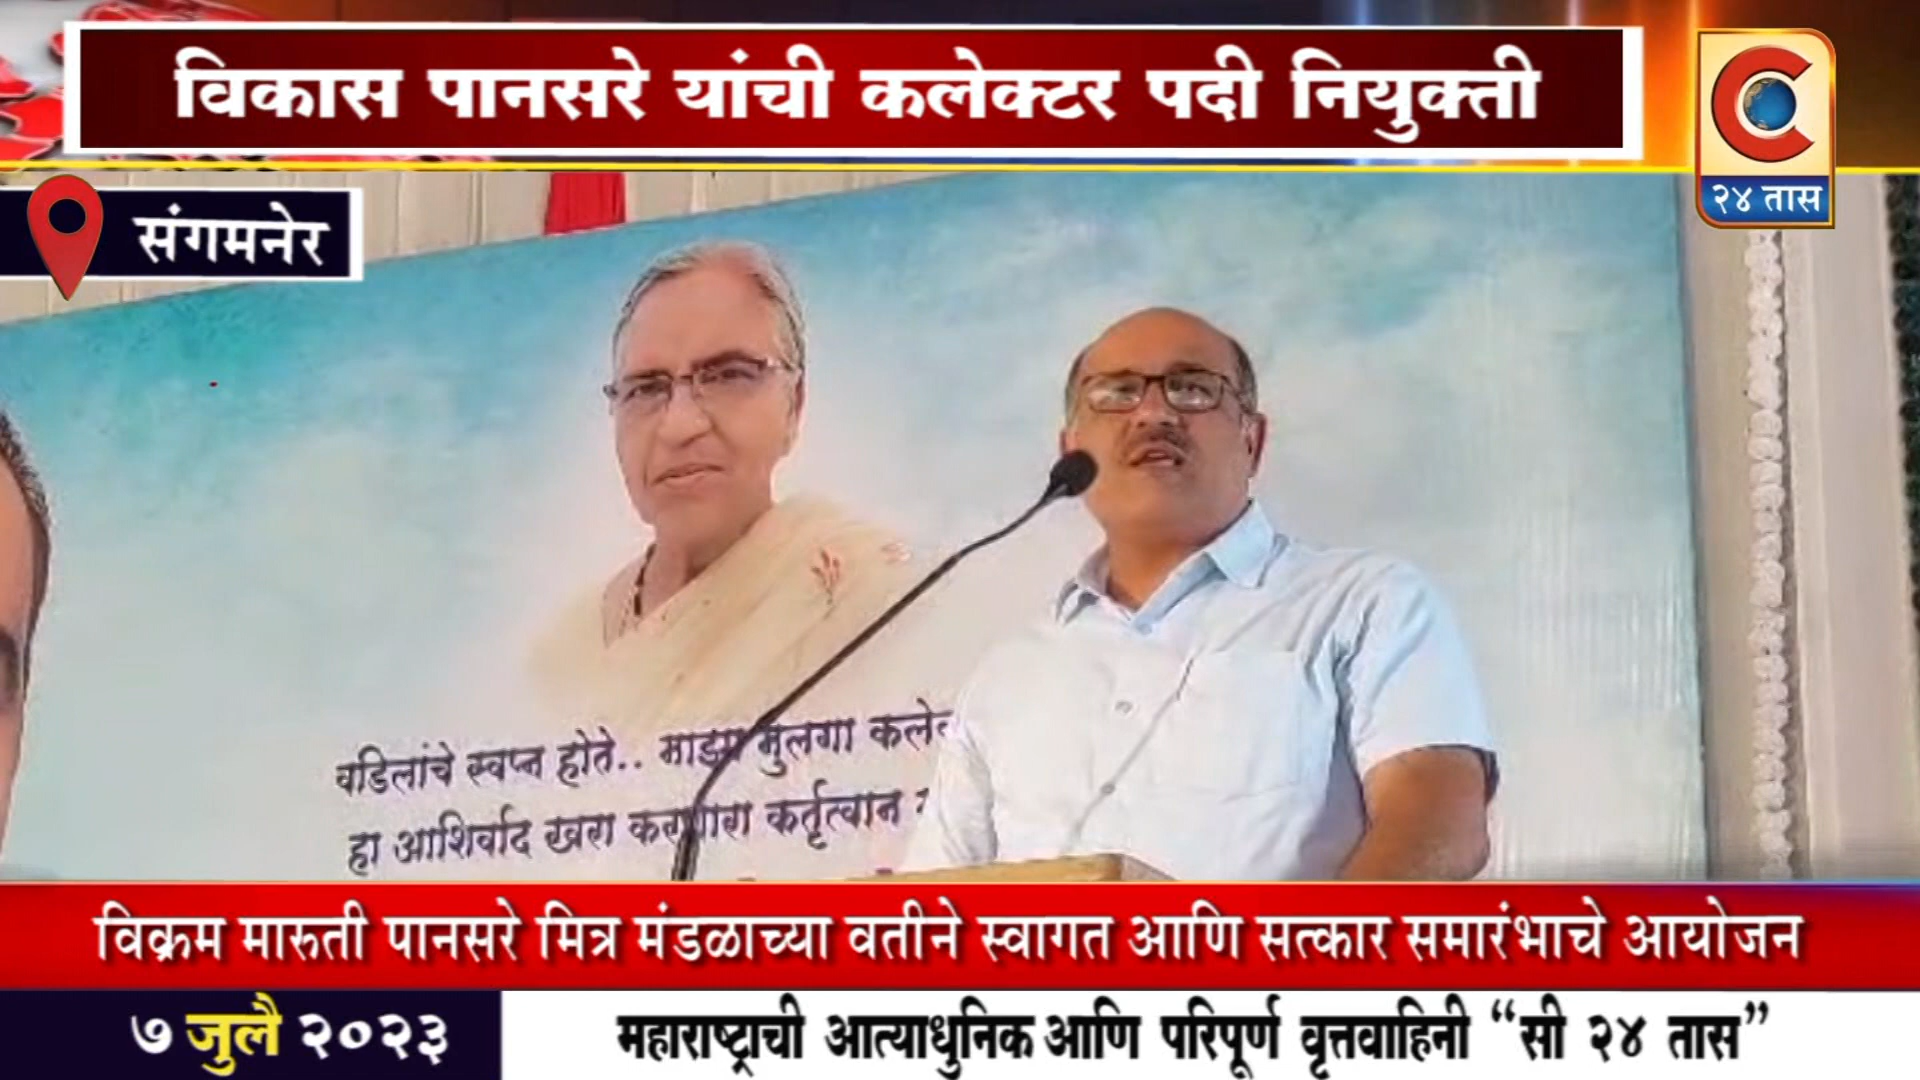 विकास पानसरे यांची कलेक्टर पदी नियुक्ती
२४ तास
संगमनेर
वडिलांचे स्वप्न होते.. माझा मुलगा
हा आशिर्वाद खरा करणारा कर्तृत्वान
विक्रम मारुती पानसरे मित्र मंडळाच्या वतीने स्वागत आणि सत्कार समारंभाचे आयोजन
७ जुलै २०२३
महाराष्ट्राची आत्याधुनिक आणि परिपूर्ण वृत्तवाहिनी “सी २४ तास”